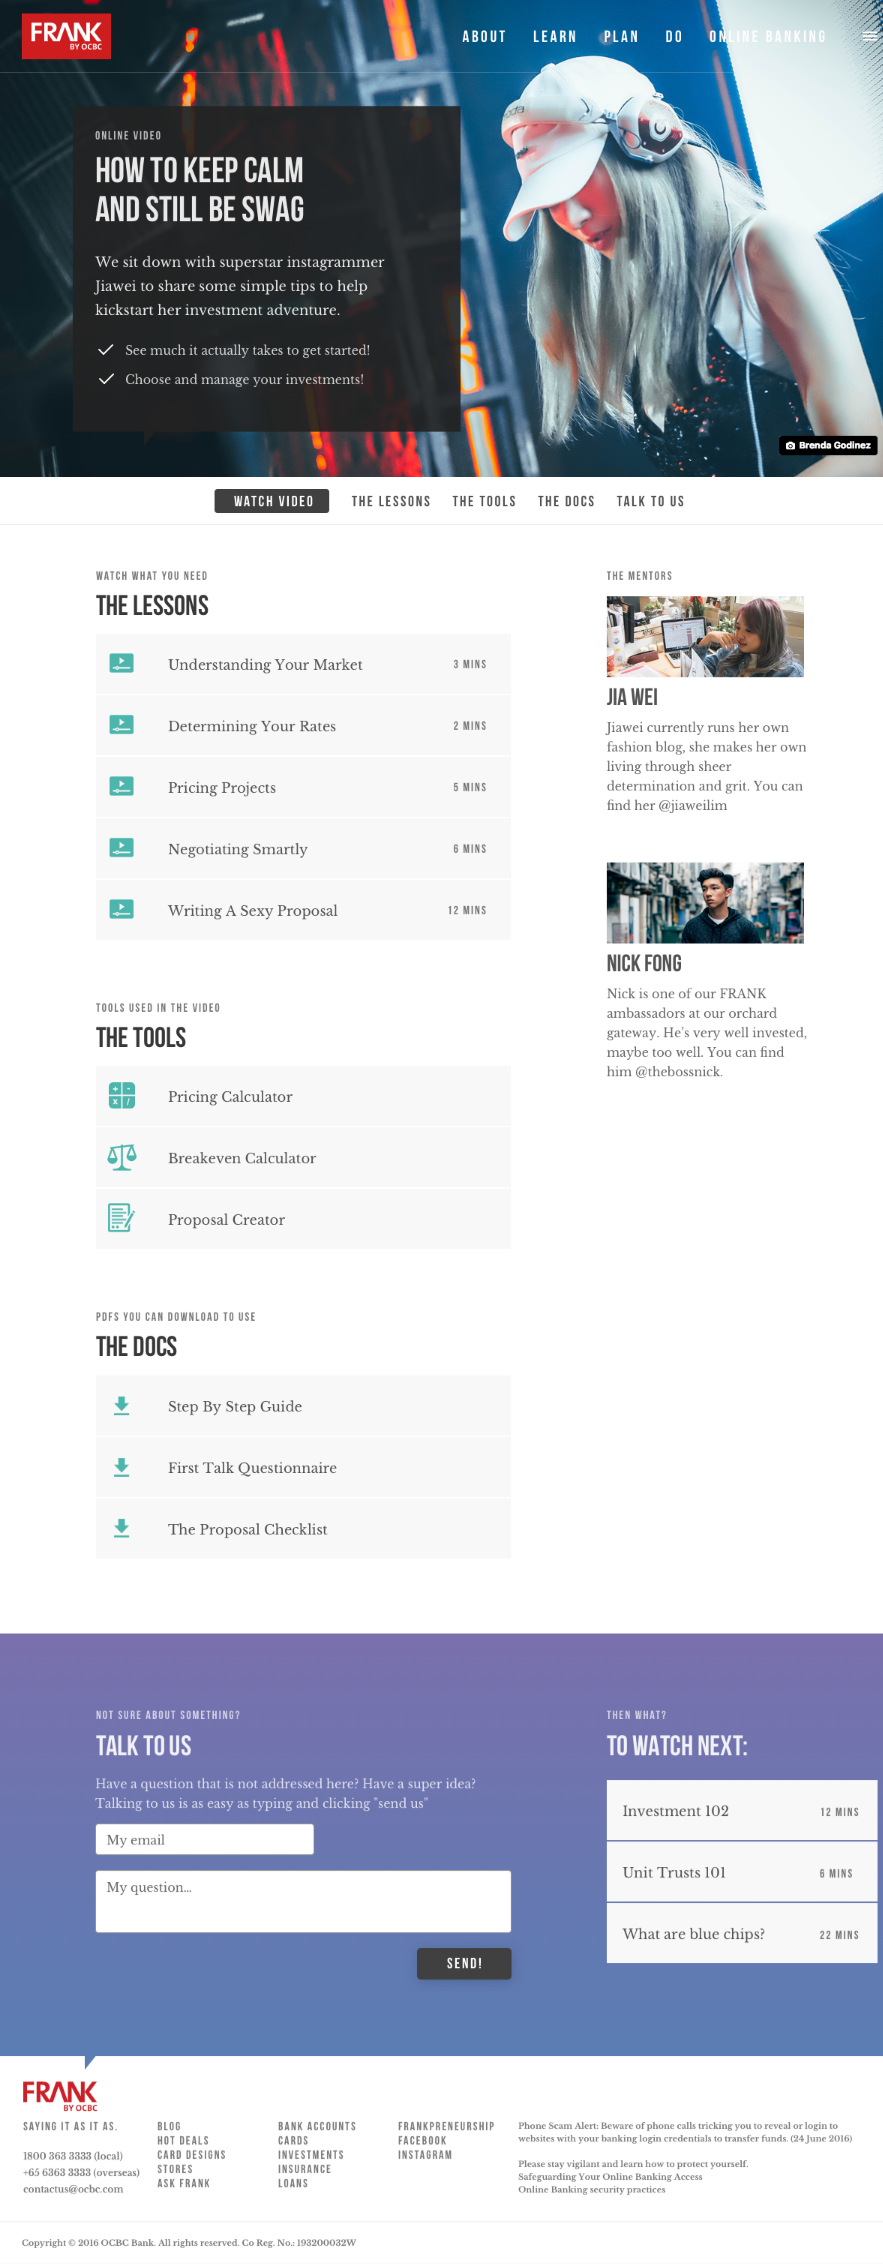 FRANK
BY OCBC
ABOUT LEARN PLAN DO ONLINE BANKING
ONLINE VIDEO
HOW TO KEEP CALM
AND STILL BE SWAG
We sit down with superstar instagrammer
Jiawei to share some simple tips to help
kickstart her investment adventure.
See much it actually takes to get started!
Choose and manage your investments!
Brenda Godinez
WATCH VIDEO THE LESSONS THE TOOLS THE DOCS TALK TO US
WATCH WHAT YOU NEED
THE LESSONS
Understanding Your Market 3 MINS
Determining Your Rates 2 MINS
Pricing Projects 5 MINS
Negotiating Smartly 6 MINS
Writing A Sexy Proposal 12 MINS
THE MENTORS
JIA WEI
Jiawei currently runs her own
fashion blog, she makes her own
living through sheer
determination and grit. You can
find her @jiaweilim
NICK FONG
Nick is one of our FRANK
ambassadors at our orchard
gateway. He's very well invested,
maybe too well. You can find
him @thebossnick.
TOOLS USED IN THE VIDEO
THE TOOLS
Pricing Calculator
Breakeven Calculator
Proposal Creator
PDFS YOU CAN DOWNLOAD TO USE
THE DOCS
Step By Step Guide
First Talk Questionnaire
The Proposal Checklist
NOT SURE ABOUT SOMETHING?
TALK TO US
Have a question that is not addressed here? Have a super idea?
Talking to us is as easy as typing and clicking "send us"
My email
My question...
SEND!
THEN WHAT?
TO WATCH NEXT:
Investment 102 12 MINS
Unit Trusts 101 6 MINS
What are blue chips? 22 MINS
FRANK
BY OCBC
SAYING IT AS IT AS.
1800 363 3333 (local)
+65 6363 3333 (overseas)
contactus@ocbc.com
BLOG
HOT DEALS
CARD DESIGNS
STORES
ASK FRANK
BANK ACCOUNTS
CARDS
INVESTMENTS
INSURANCE
LOANS
FRANKPRENEURSHIP
FACEBOOK
INSTAGRAM
Phone Scam Alert: Beware of phone calls tricking you to reveal or login to
websites with your banking login credentials to transfer funds. (24 June 2016)
Please stay vigilant and learn how to protect yourself.
Safeguarding Your Online Banking Access
Online Banking security practices
Copyright © 2016 OCBC Bank. All rights reserved. Co Reg. No.: 193200032W